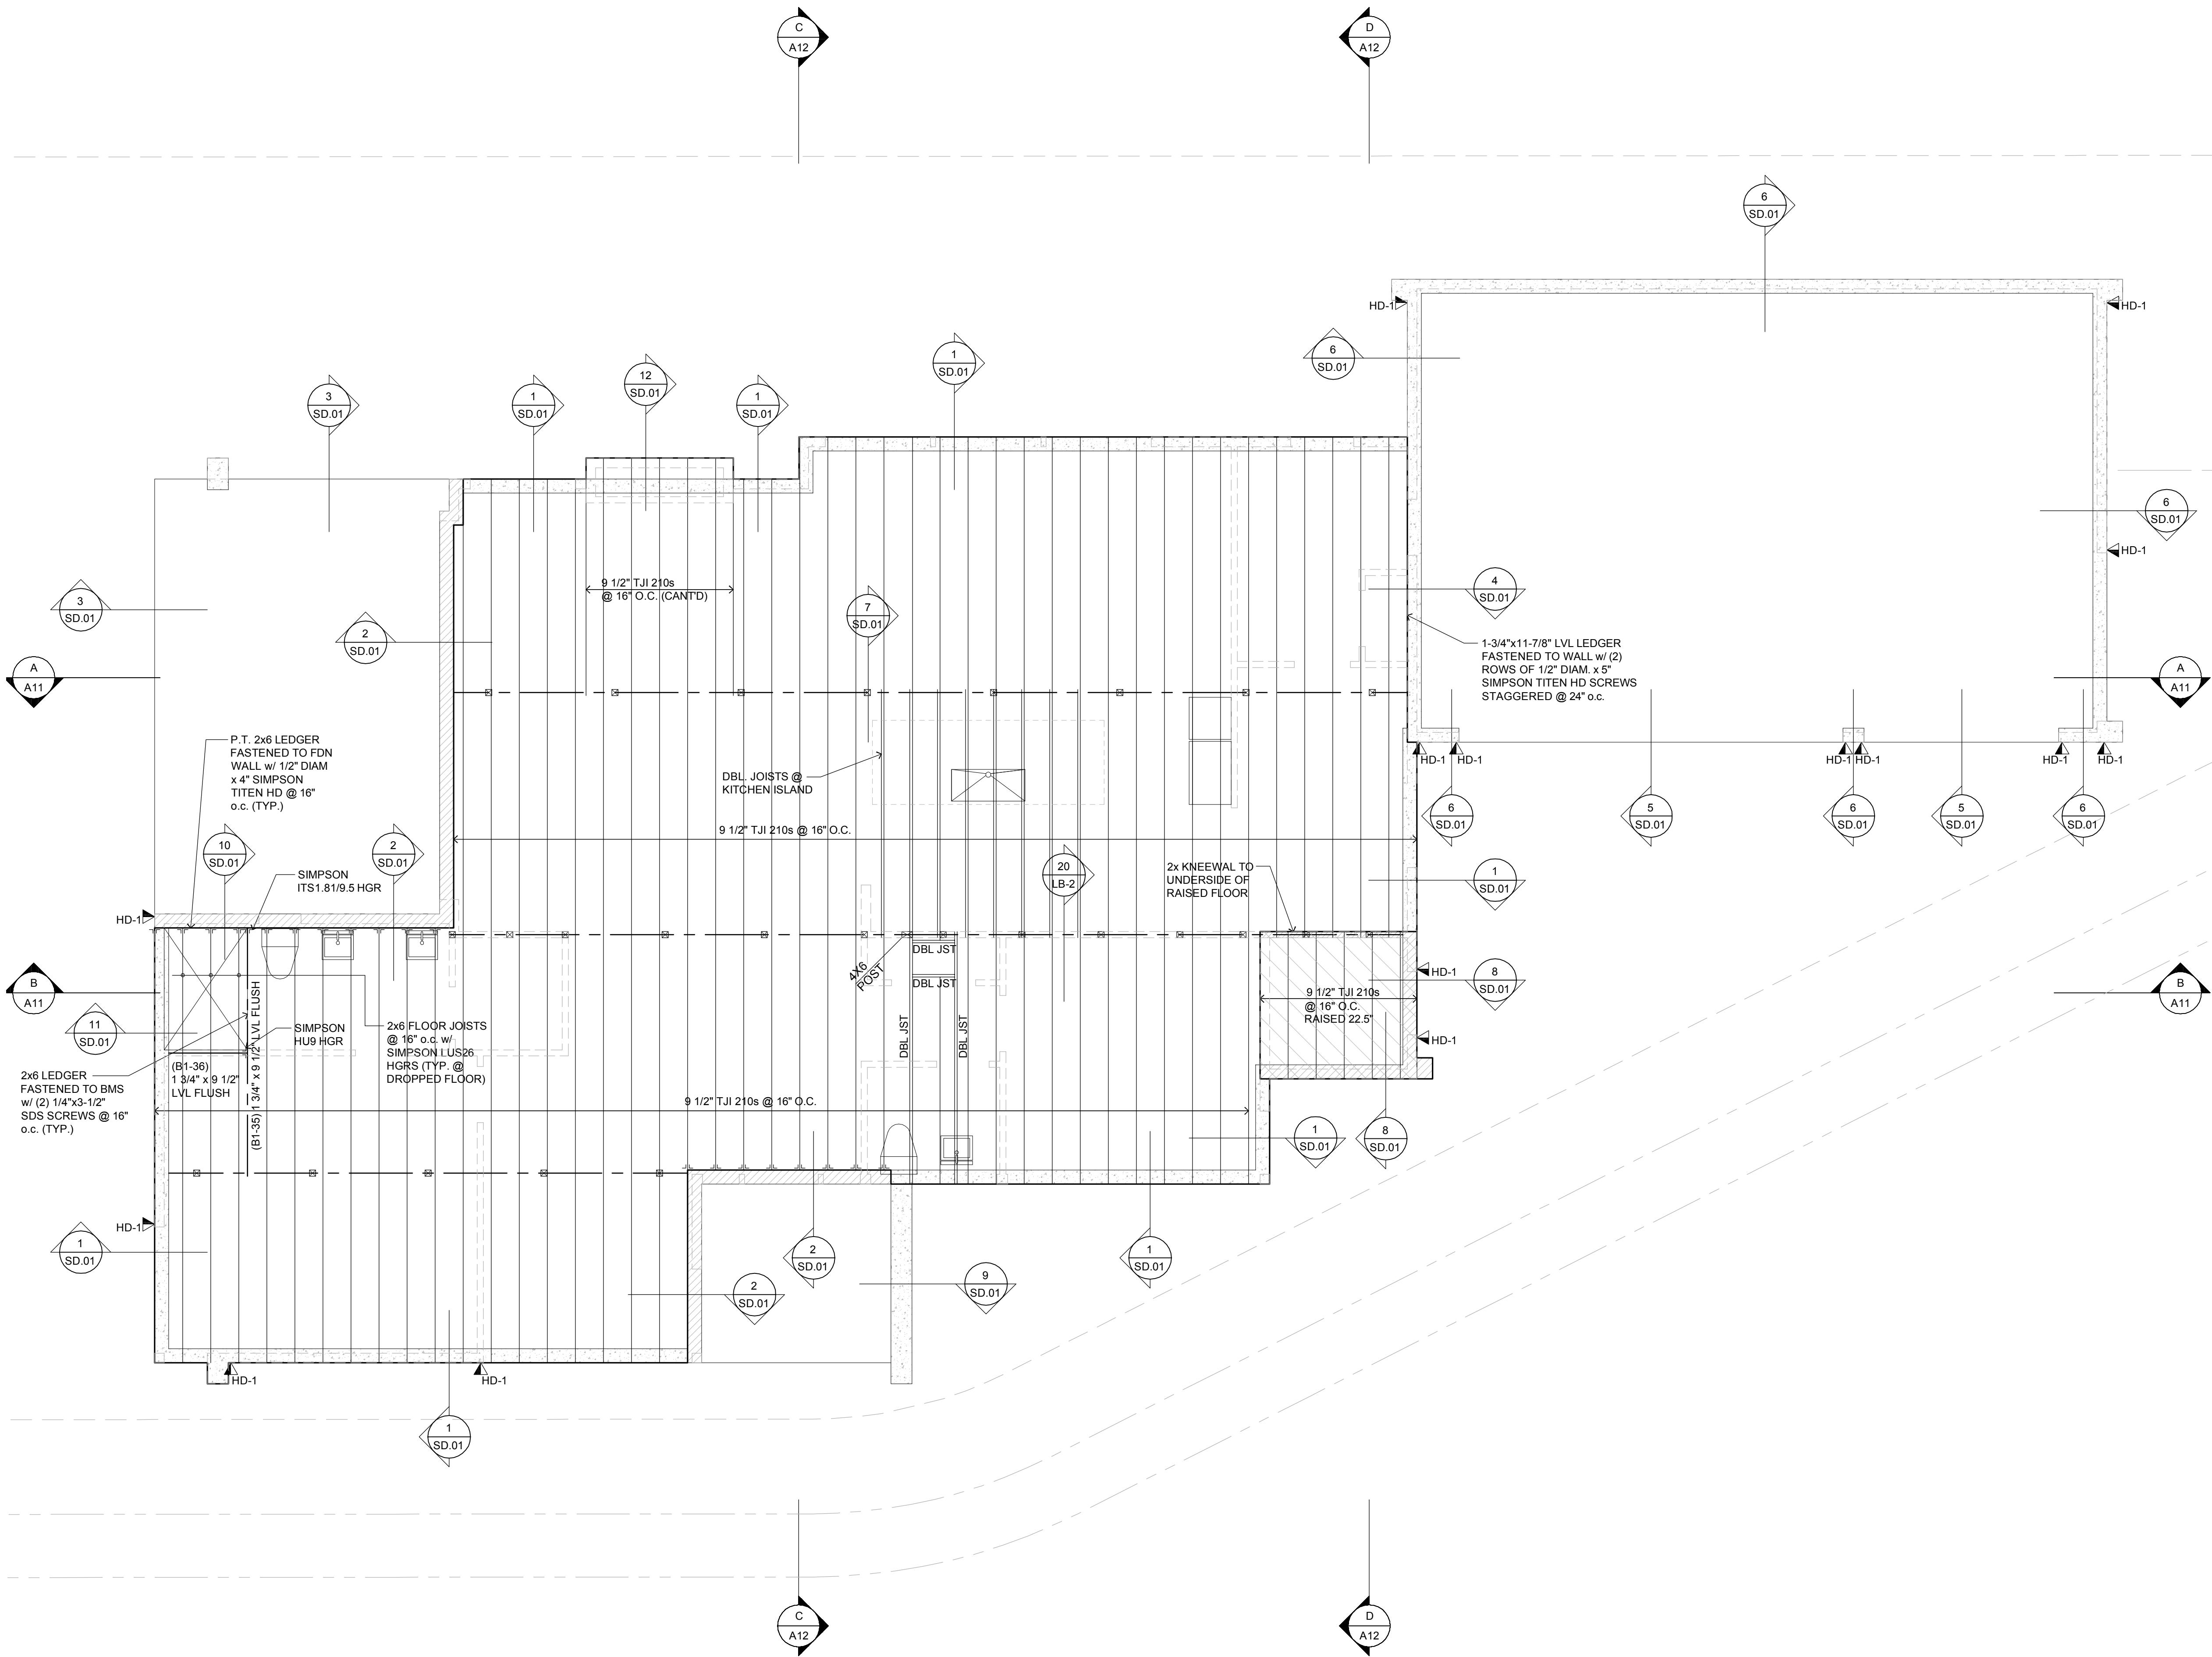 C
A12
D
A12
6
SD.01
HD-1
HD-1
6
SD.01
1
SD.01
12
SD.01
3
SD.01
1
SD.01
1
SD.01
6
SD.01
HD-1
9 1/2" TJI 210s
@ 16" O.C. (CANT'D)
3
SD.01
2
SD.01
7
SD.01
4
SD.01
1-3/4"x11-7/8" LVL LEDGER
FASTENED TO WALL w/ (2)
ROWS OF 1/2" DIAM. x 5"
SIMPSON TITEN HD SCREWS
STAGGERED @ 24" o.c.
A
A11
A
A11
P.T. 2x6 LEDGER
FASTENED TO FDN
WALL w/ 1/2" DIAM
x 4" SIMPSON
TITEN HD @ 16"
o.c. (TYP.)
DBL. JOISTS @
KITCHEN ISLAND
HD-1
HD-1
HD-1
HD-1
HD-1
HD-1
6
SD.01
5
SD.01
6
SD.01
5
SD.01
6
SD.01
9 1/2" TJI 210s @ 16" O.C.
10
SD.01
2
SD.01
SIMPSON
ITS1.81/9.5 HGR
20
LB-2
2x KNEEWAL TO
UNDERSIDE OF
RAISED FLOOR
1
SD.01
HD-1
DBL JST
DBL JST
4X6
POST
DBL JST
DBL JST
HD-1
8
SD.01
9 1/2" TJI 210s
@ 16" O.C.
RAISED 22.5"
HD-1
B
A11
B
A11
11
SD.01
SIMPSON
HU9 HGR
2x6 FLOOR JOISTS
@ 16" o.c. w/
SIMPSON LUS26
HGRS (TYP. @
DROPPED FLOOR)
(B1-36)
1 3/4" x 9 1/2"
LVL FLUSH
(B1-35) 1 3/4" x 9 1/2" LVL FLUSH
2x6 LEDGER
FASTENED TO BMS
w/ (2) 1/4"x3-1/2"
SDS SCREWS @ 16"
o.c. (TYP.)
9 1/2" TJI 210s @ 16" O.C.
1
SD.01
8
SD.01
HD-1
1
SD.01
2
SD.01
1
SD.01
2
SD.01
9
SD.01
HD-1
HD-1
1
SD.01
C
A12
D
A12